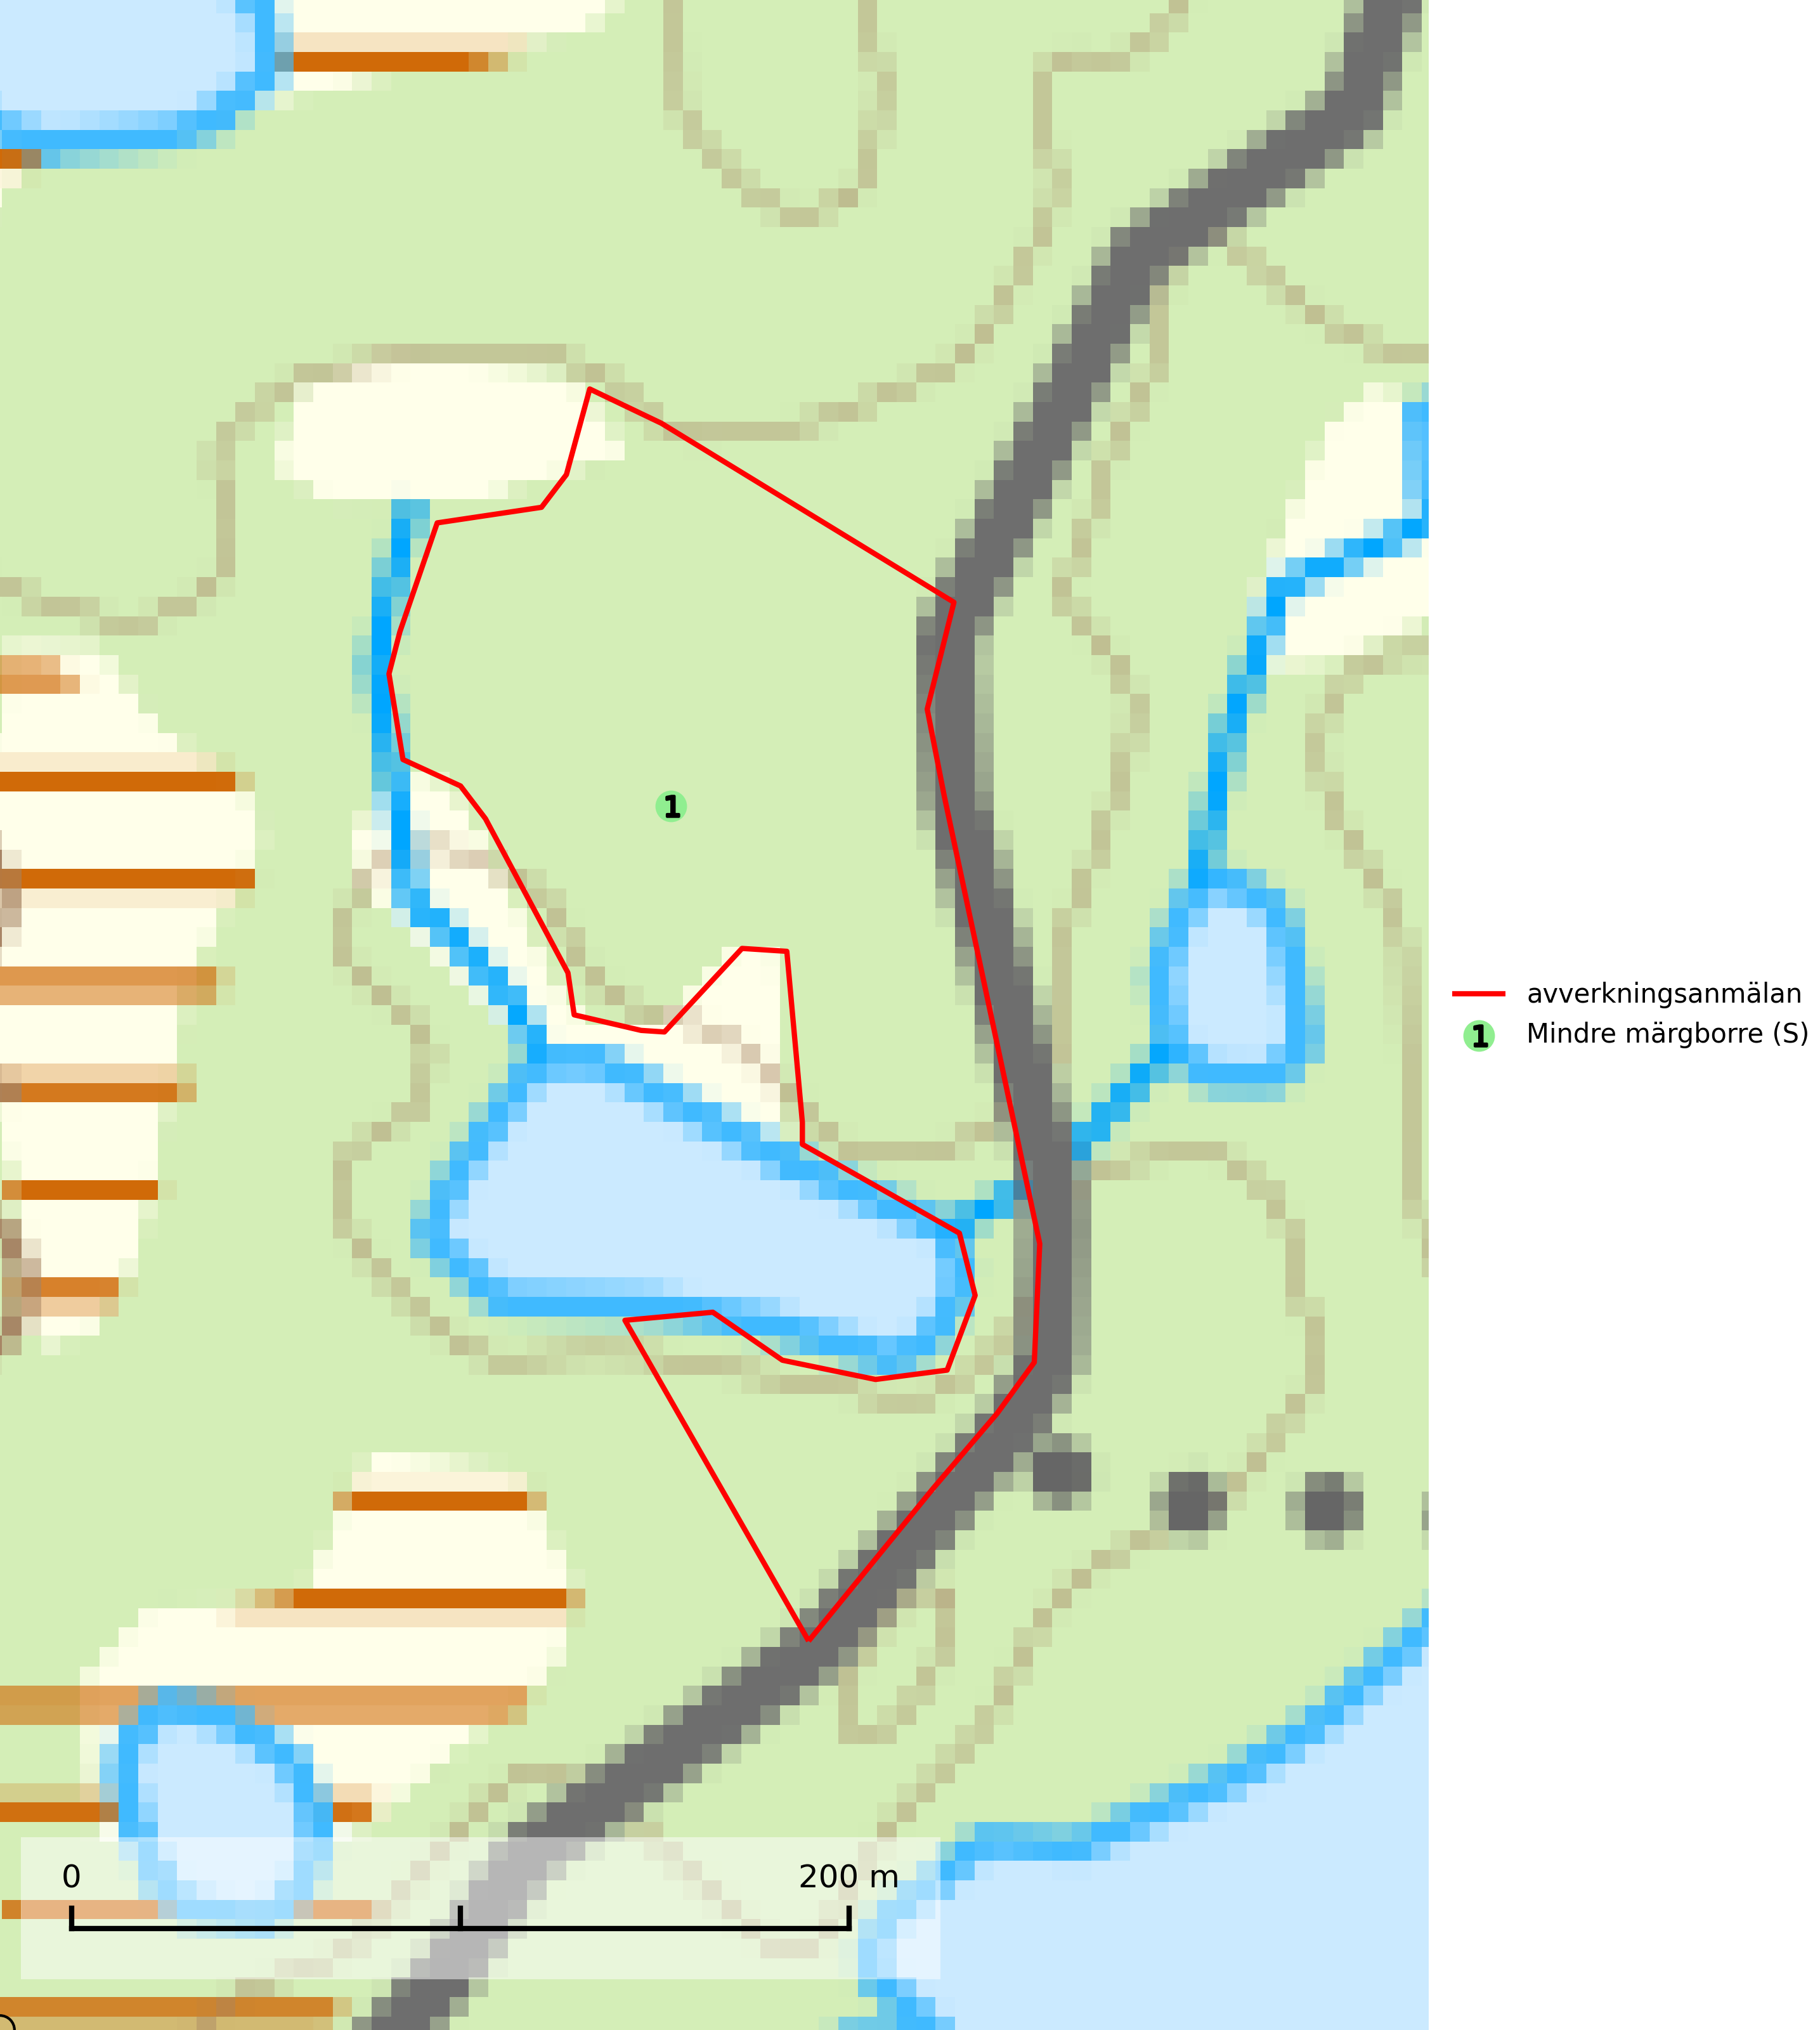 1
avverkningsanmälan
1 Mindre märgborre (S)
0 200 m